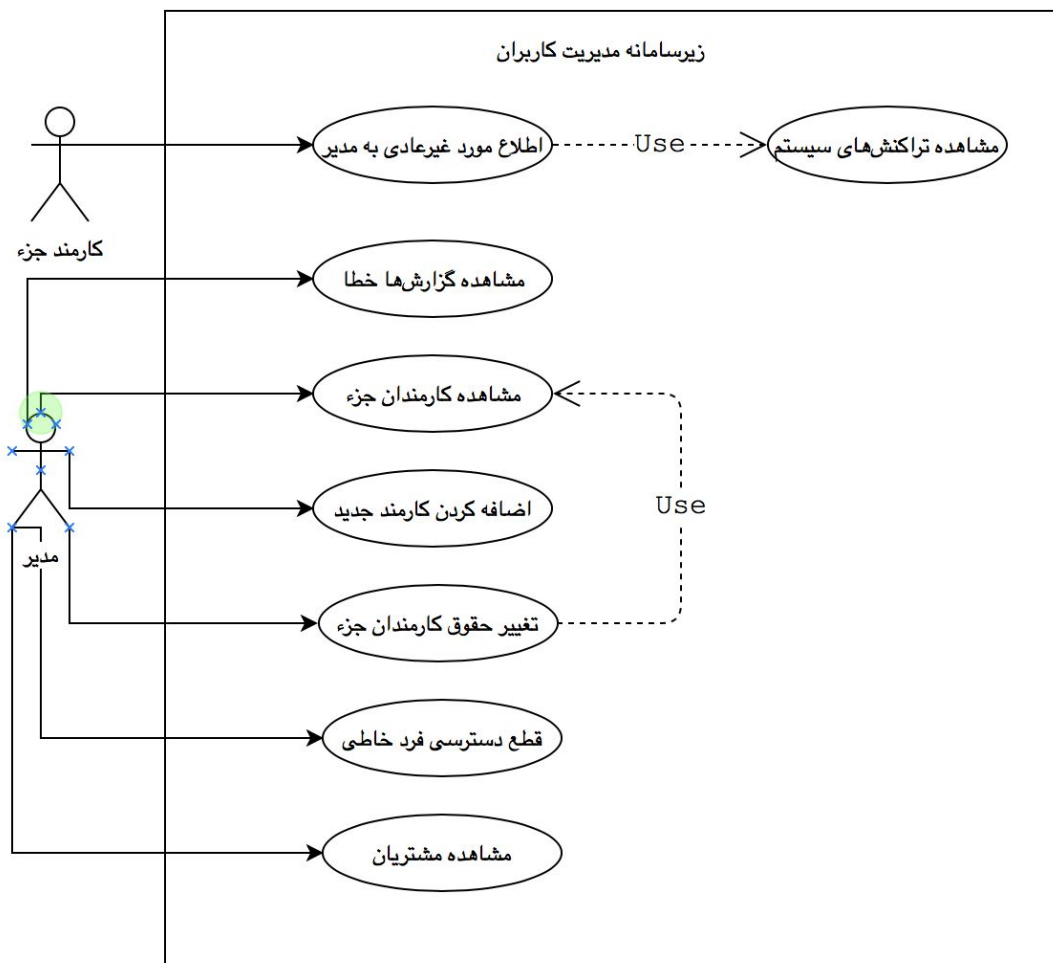 زیرسامانه مدیریت کاربران
اطلاع مورد غیرعادی به مدیر
Use
مشاهده تراکنش‌های سیستم
کارمند جزء
مشاهده گزارش‌ها خطا
مشاهده کارمندان جزء
Use
اضافه کردن کارمند جدید
مدیر
تغییر حقوق کارمندان جزء
قطع دسترسی فرد خاطی
مشاهده مشتریان